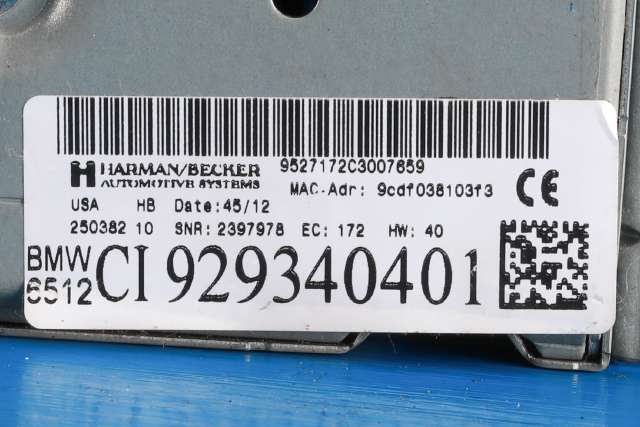 HARMAN/BECKER
AUTOMOTIVE SYSTEMS
9527172C3007659
MAC-Adr: 9cdf038103f3
USA HB Date:45/12
250382 10 SNR: 2397978 EC: 172 HW: 40
BMW
6512
CI 929340401
CE